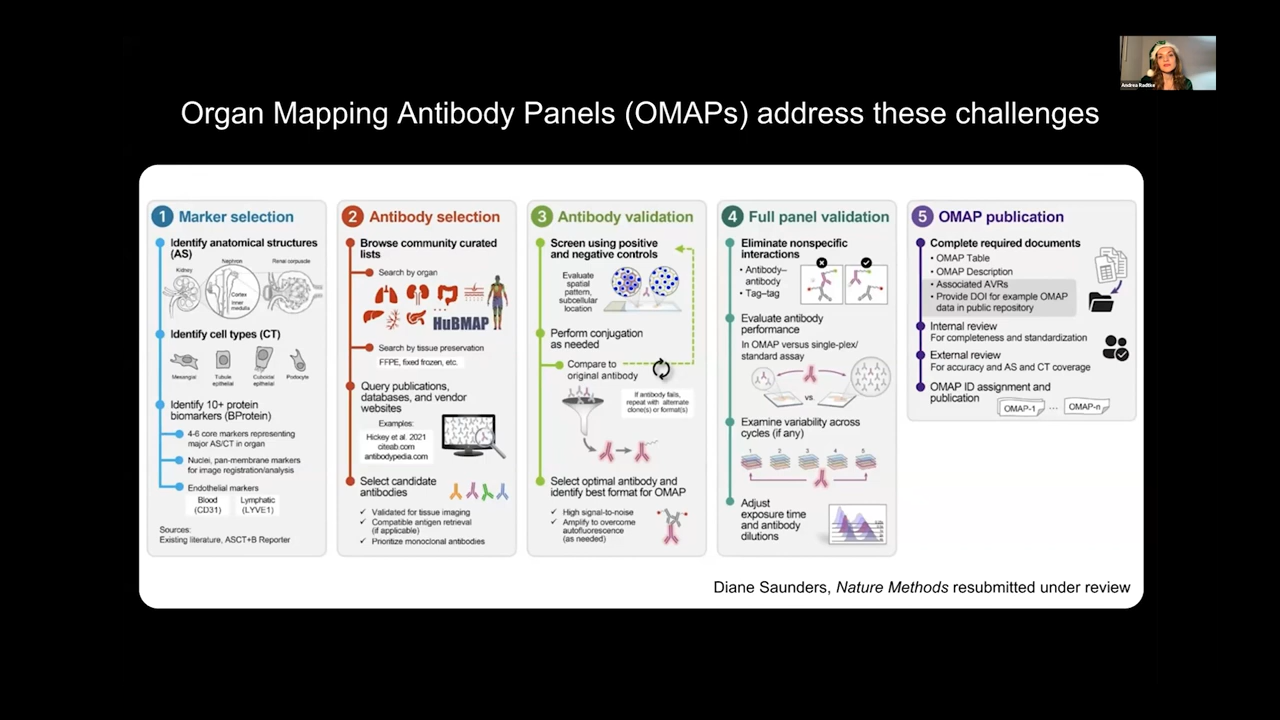 Andrea Radtke
Organ Mapping Antibody Panels (OMAPs) address these challenges
1 Marker selection
Identify anatomical structures
(AS)
Kidney
Nephron
Renal corpuscle
Cortex
Inner
medulla
Identify cell types (CT)
Mesangial
Tubule
epithelial
Cuboidal
epithelial
Podocyte
Identify 10+ protein
biomarkers (BProtein)
4-6 core markers representing
major AS/CT in organ
Nuclei, pan-membrane markers
for image registration/analysis
Endothelial markers
Blood
(CD31)
Lymphatic
(LYVE1)
Sources:
Existing literature, ASCT+B Reporter
2 Antibody selection
Browse community curated
lists
Search by organ
HuBMAP
Search by tissue preservation
FFPE, fixed frozen, etc.
Query publications,
databases, and vendor
websites
Examples:
Hickey et al. 2021
citeab.com
antibodypedia.com
Select candidate
antibodies
✓ Validated for tissue imaging
✓ Compatible antigen retrieval
(if applicable)
✓ Prioritize monoclonal antibodies
3 Antibody validation
Screen using positive
and negative controls
Evaluate
spatial
pattern,
subcellular
location
Perform conjugation
as needed
Compare to
original antibody
If antibody fails,
repeat with alternate
clone(s) or format(s)
Select optimal antibody and
identify best format for OMAP
✓ High signal-to-noise
✓ Amplify to overcome
autofluorescence
(as needed)
4 Full panel validation
Eliminate nonspecific
interactions
• Antibody–
antibody
• Tag–tag
Evaluate antibody
performance
In OMAP versus single-plex/
standard assay
vs.
Examine variability across
cycles (if any)
1 2 3 4 5
Adjust
exposure time
and antibody
dilutions
5 OMAP publication
Complete required documents
• OMAP Table
• OMAP Description
• Associated AVRs
• Provide DOI for example OMAP
data in public repository
Internal review
For completeness and standardization
External review
For accuracy and AS and CT coverage
OMAP ID assignment and
publication
OMAP-1 ... OMAP-n
Diane Saunders, Nature Methods resubmitted under review